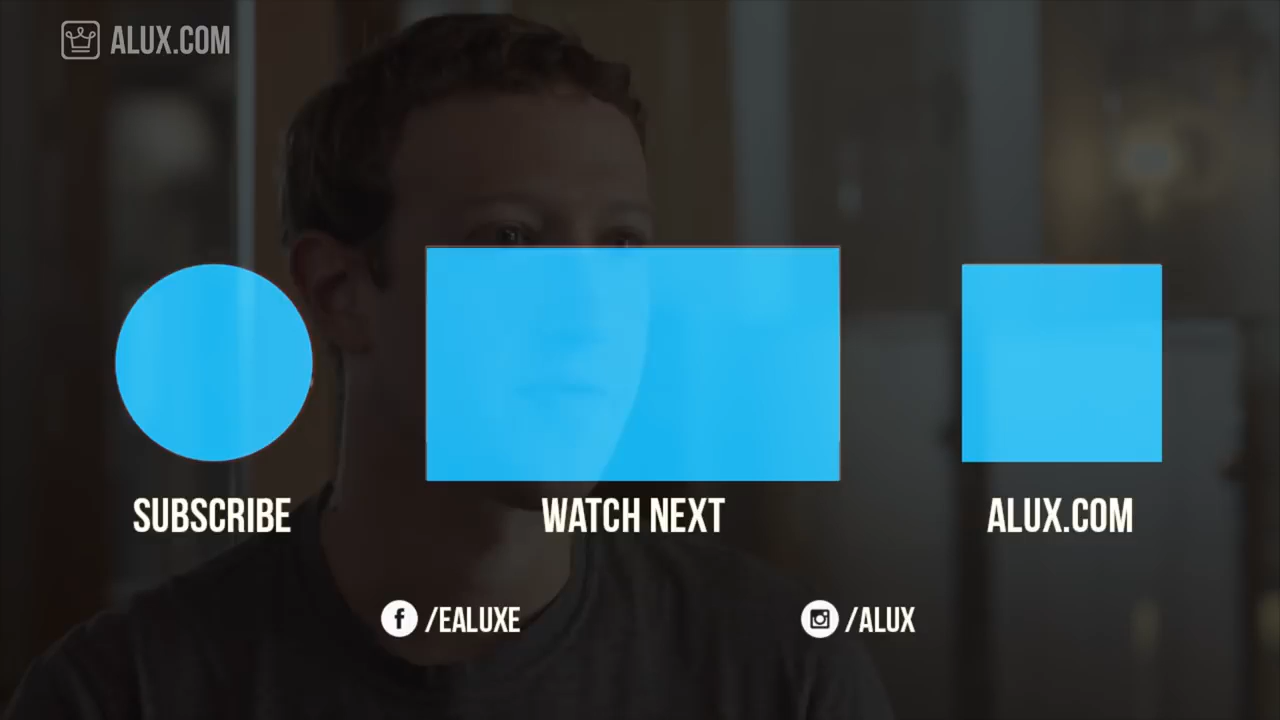 ALUX.COM
SUBSCRIBE
WATCH NEXT
ALUX.COM
/EALUXE
/ALUX